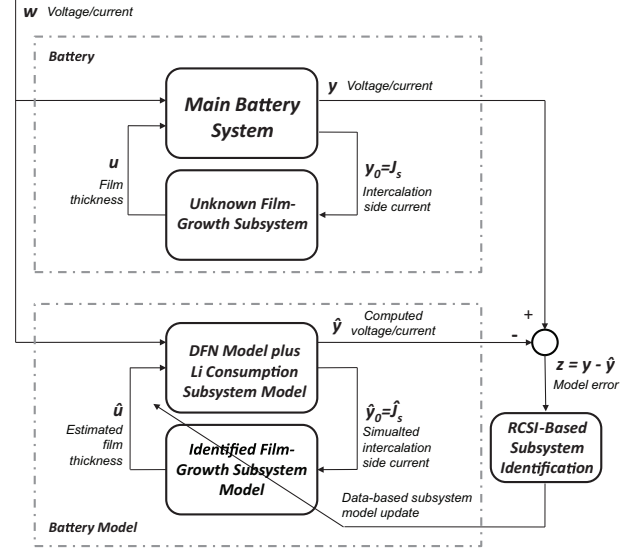 w Voltage/current
Battery
Main Battery
System
y Voltage/current
u
Film
thickness
y₀=Jₛ
Intercalation
side current
Unknown Film-
Growth Subsystem
+
-
ŷ Computed
voltage/current
DFN Model plus
Li Consumption
Subsystem Model
z = y - ŷ
Model error
û
Estimated
film
thickness
ŷ₀=Ĵₛ
Simualted
intercalation
side current
Identified Film-
Growth Subsystem
Model
RCSI-Based
Subsystem
Identification
Data-based subsystem
model update
Battery Model